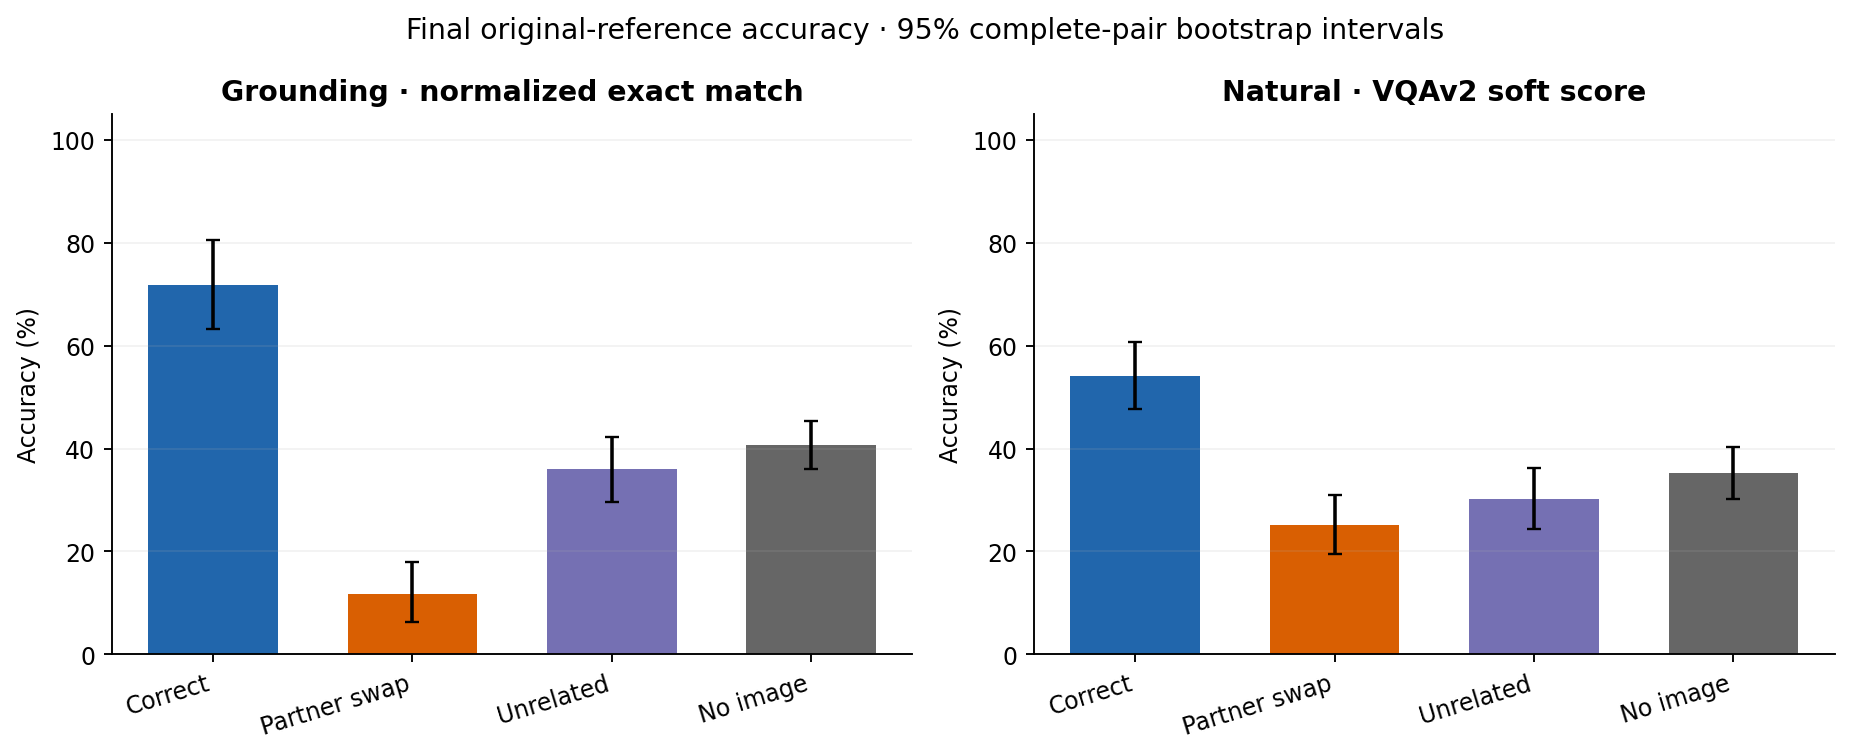 Final original-reference accuracy · 95% complete-pair bootstrap intervals
Grounding · normalized exact match
Accuracy (%)
100
80
60
40
20
0
Correct
Partner swap
Unrelated
No image
Natural · VQAv2 soft score
Accuracy (%)
100
80
60
40
20
0
Correct
Partner swap
Unrelated
No image